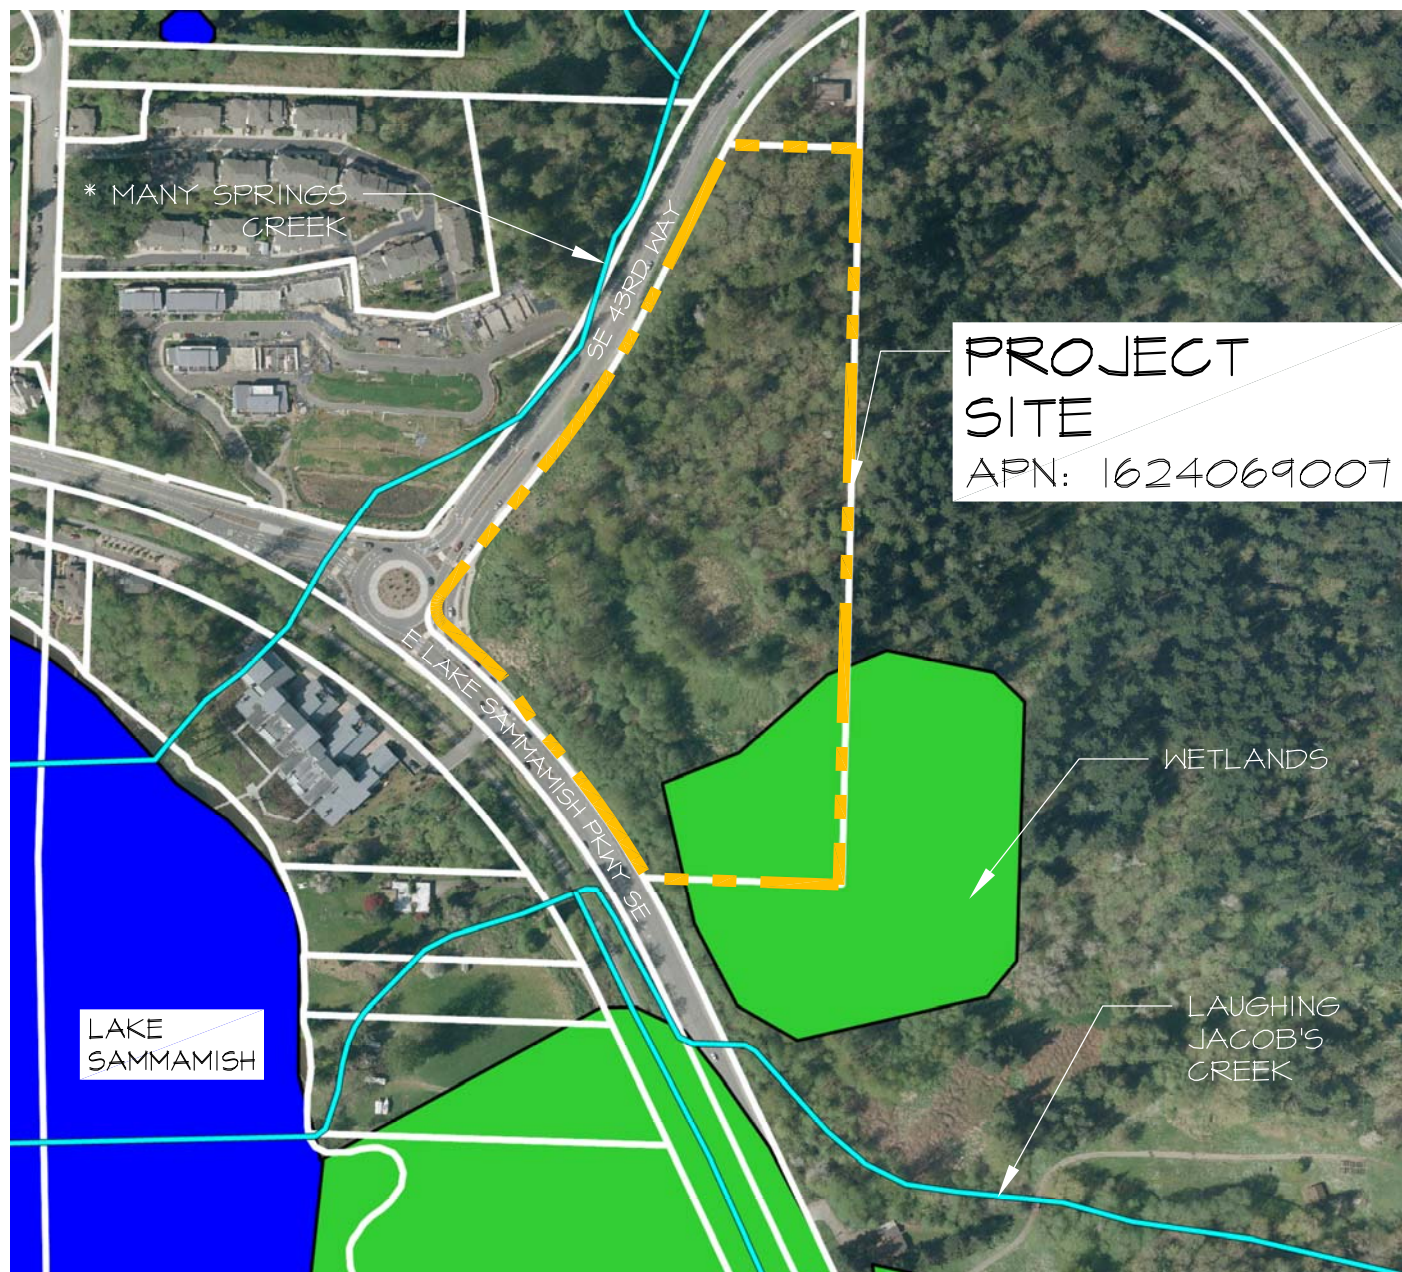 * MANY SPRINGS
CREEK
SE 43RD WAY
PROJECT
SITE
APN: 1624069007
E LAKE SAMMAMISH PKWY SE
WETLANDS
LAKE
SAMMAMISH
LAUGHING
JACOB'S
CREEK